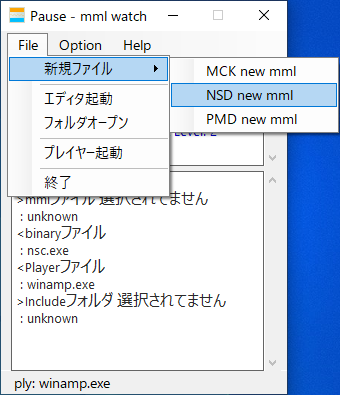 Pause - mml watch
File Option Help
新規ファイル
MCK new mml
NSD new mml
PMD new mml
エディタ起動
フォルダオープン
プレイヤー起動
終了
>mmlファイル 選択されてません
: unknown
<binaryファイル
: nsc.exe
<Playerファイル
: winamp.exe
>Includeフォルダ 選択されてません
: unknown
ply: winamp.exe